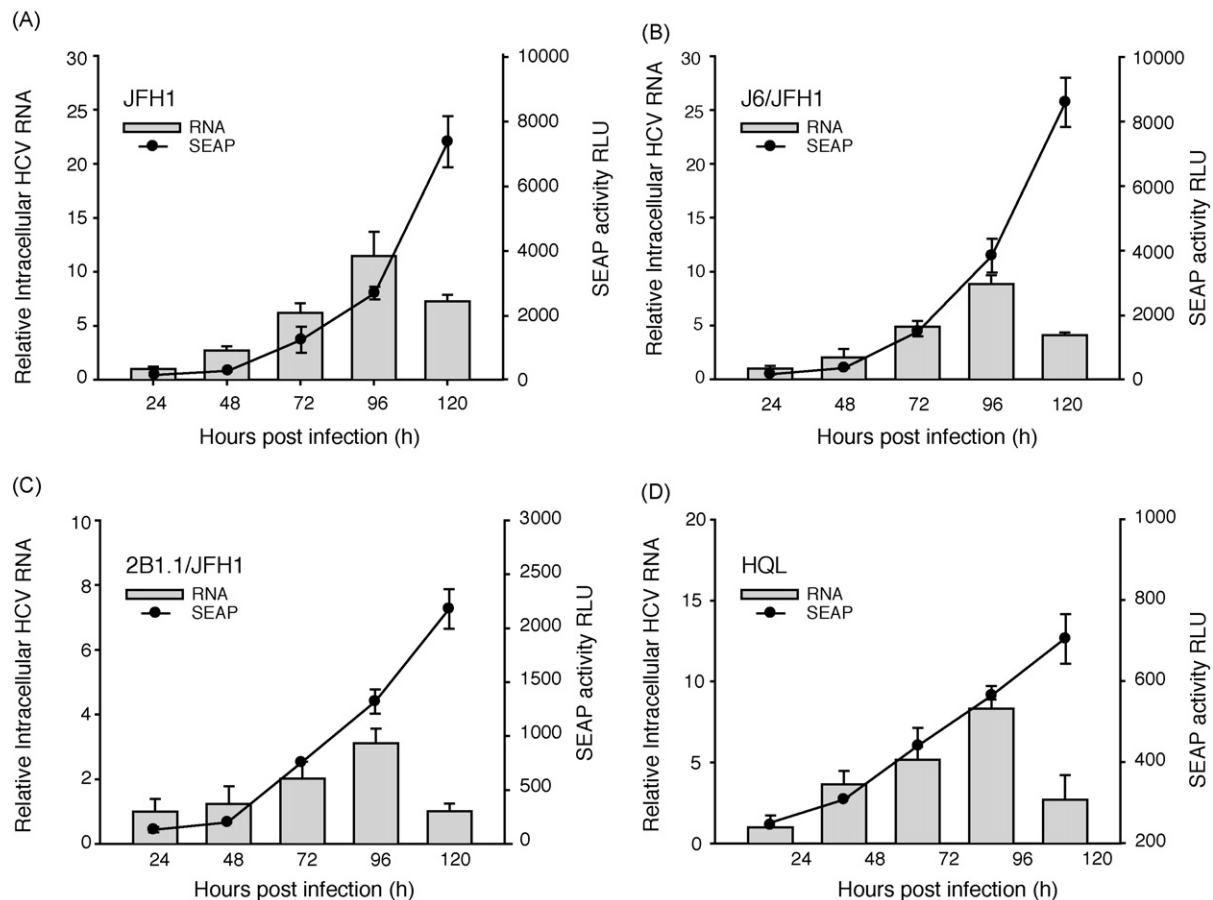 (A)
Relative Intracellular HCV RNA
30
25
20
15
10
5
0
JFH1
RNA
SEAP
10000
8000
6000
4000
2000
0
SEAP activity RLU
24 48 72 96 120
Hours post infection (h)
(B)
Relative Intracellular HCV RNA
30
25
20
15
10
5
0
J6/JFH1
RNA
SEAP
10000
8000
6000
4000
2000
0
SEAP activity RLU
24 48 72 96 120
Hours post infection (h)
(C)
Relative Intracellular HCV RNA
10
8
6
4
2
0
2B1.1/JFH1
RNA
SEAP
3000
2500
2000
1500
1000
500
0
SEAP activity RLU
24 48 72 96 120
Hours post infection (h)
(D)
Relative Intracellular HCV RNA
20
15
10
5
0
HQL
RNA
SEAP
1000
800
600
400
200
SEAP activity RLU
24 48 72 96 120
Hours post infection (h)